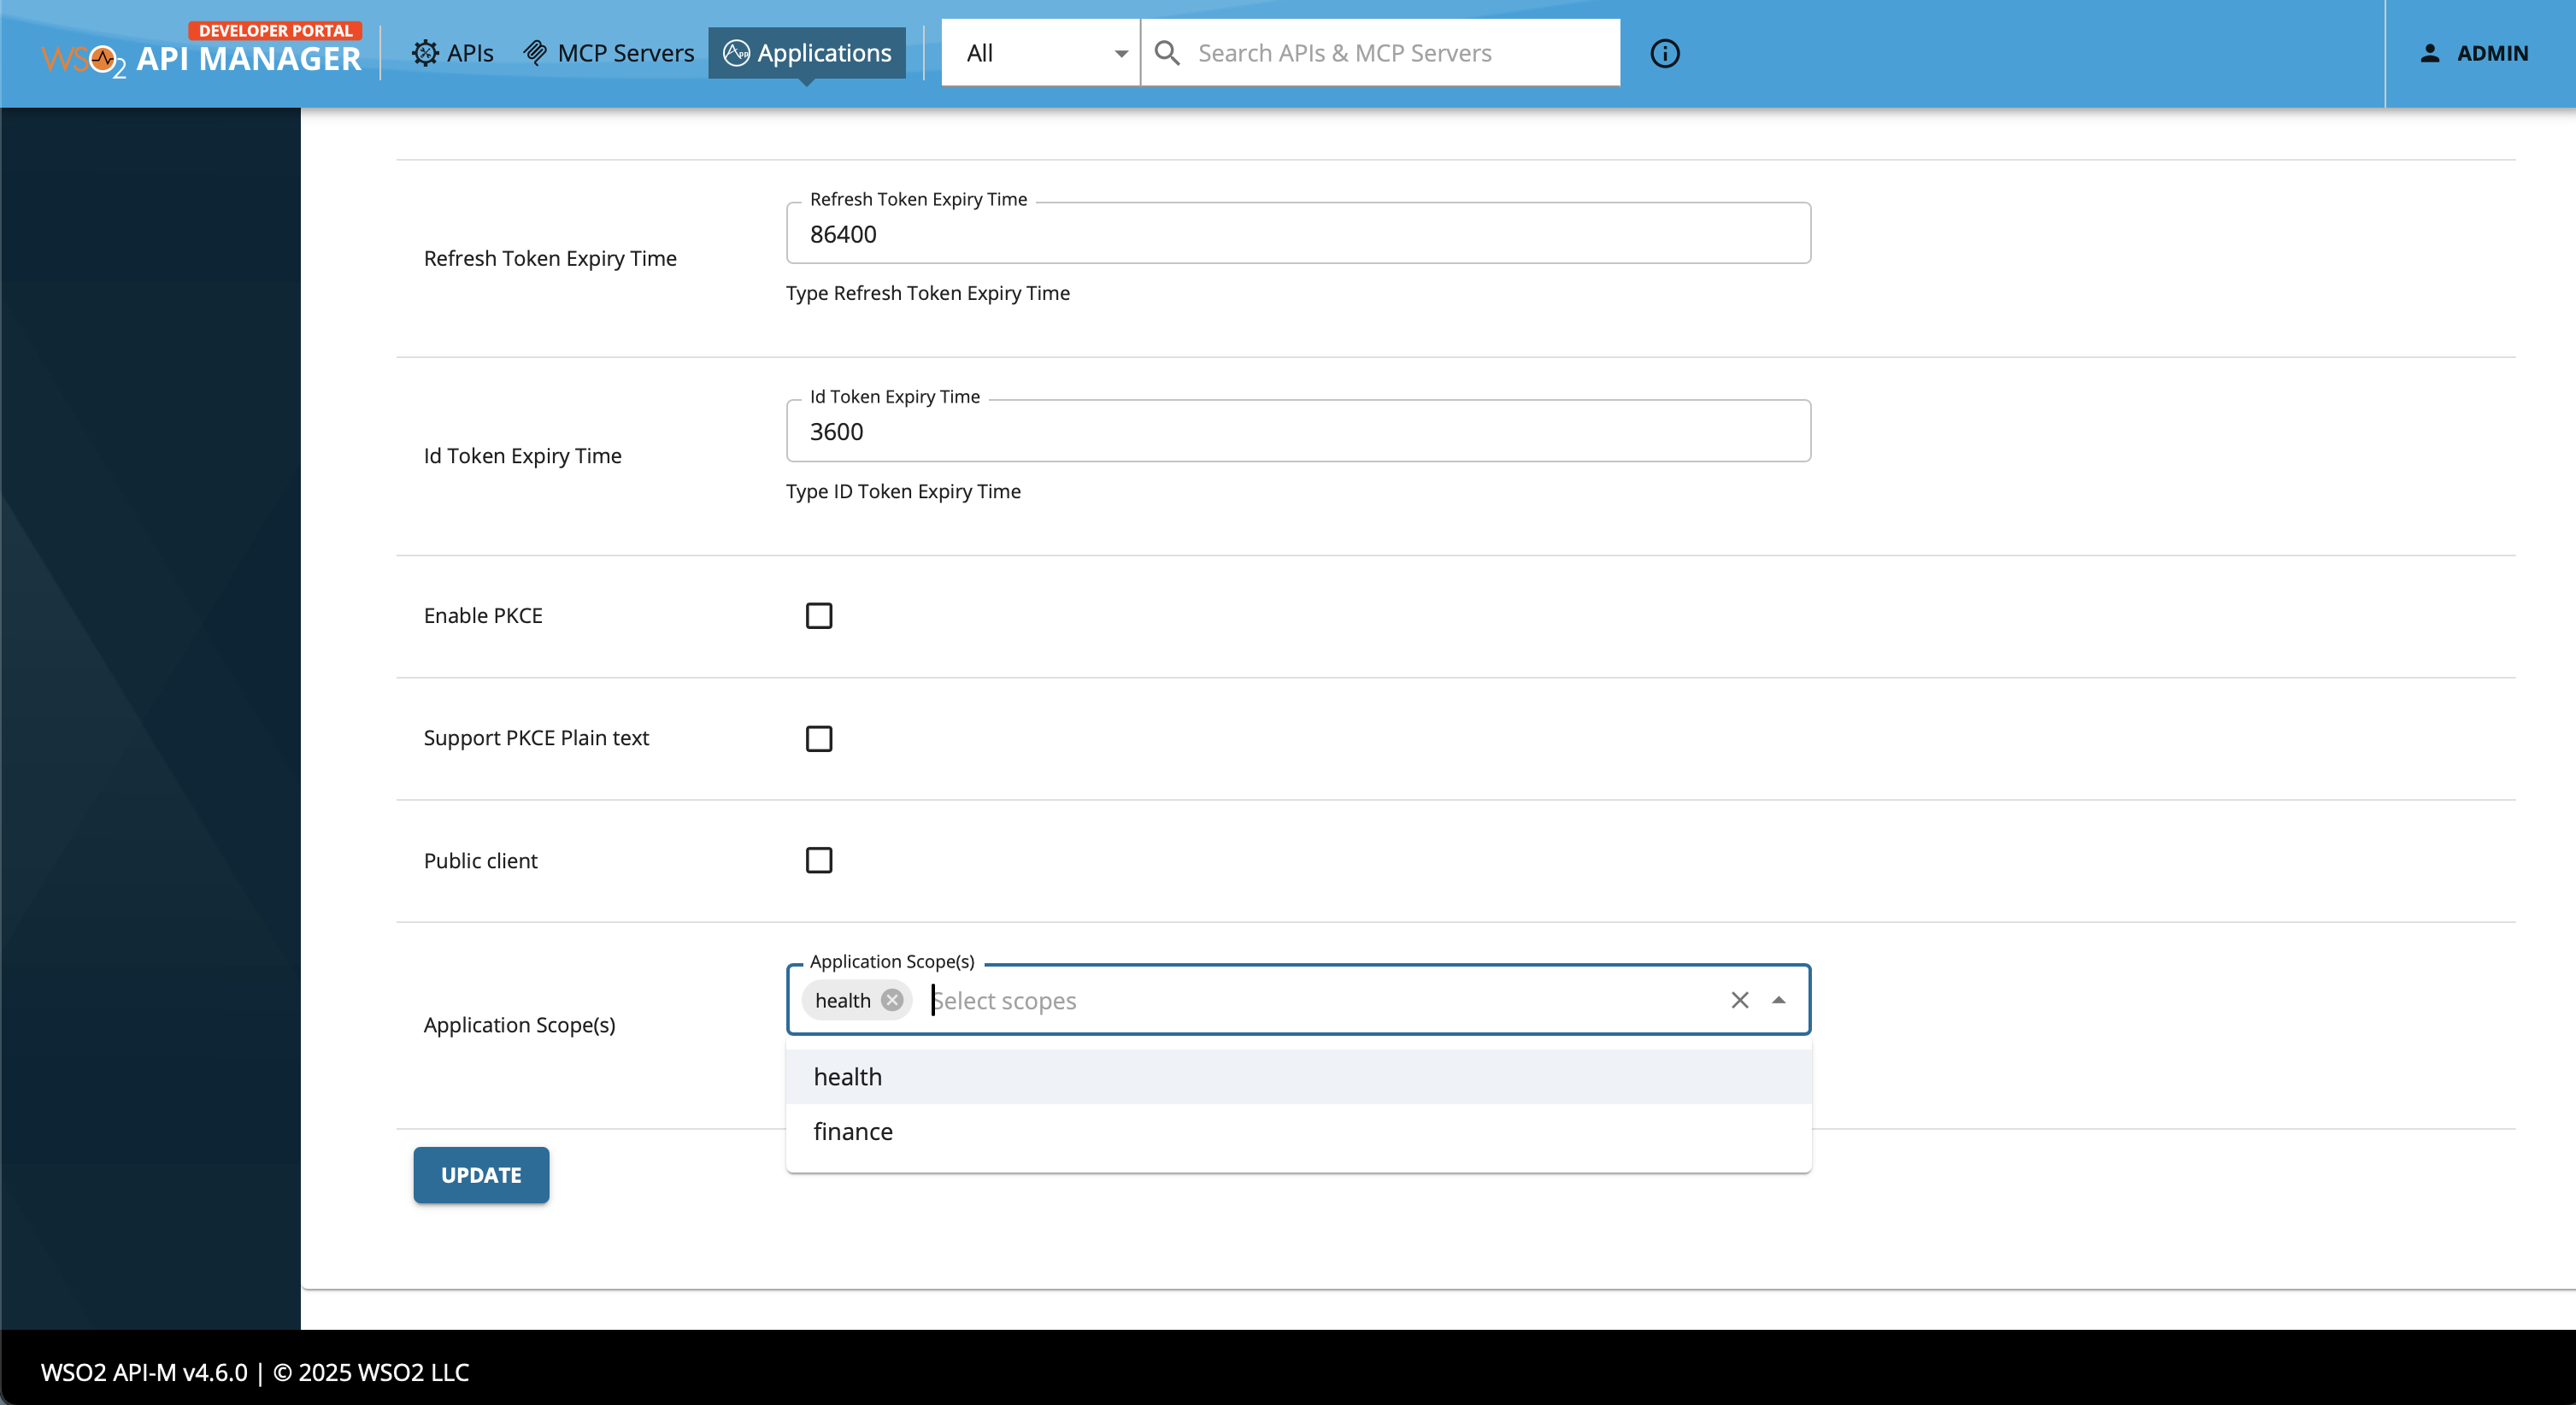 DEVELOPER PORTAL
WSO2 API MANAGER
APIs
MCP Servers
Applications
All
Search APIs & MCP Servers
ADMIN
Refresh Token Expiry Time
Refresh Token Expiry Time
86400
Type Refresh Token Expiry Time
Id Token Expiry Time
Id Token Expiry Time
3600
Type ID Token Expiry Time
Enable PKCE
Support PKCE Plain text
Public client
Application Scope(s)
Application Scope(s)
health
Select scopes
health
finance
UPDATE
WSO2 API-M v4.6.0 | © 2025 WSO2 LLC